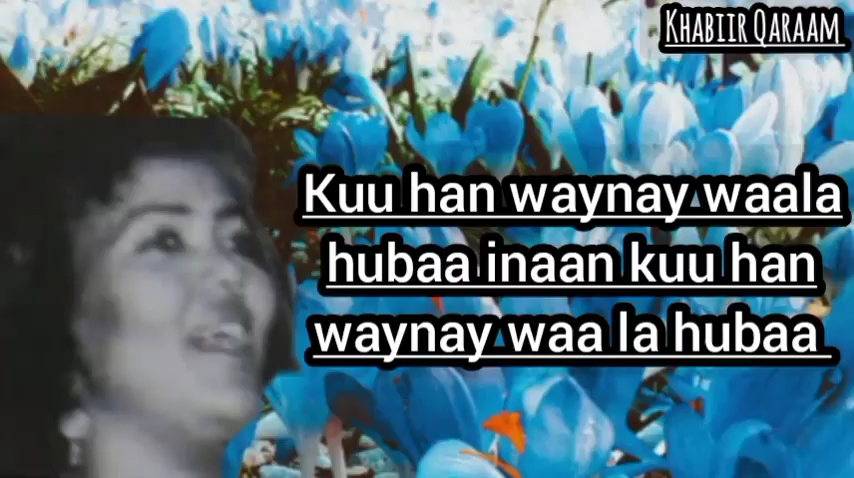 KHABIIR QARAAM
Kuu han waynay waala
hubaa inaan kuu han
waynay waa la hubaa